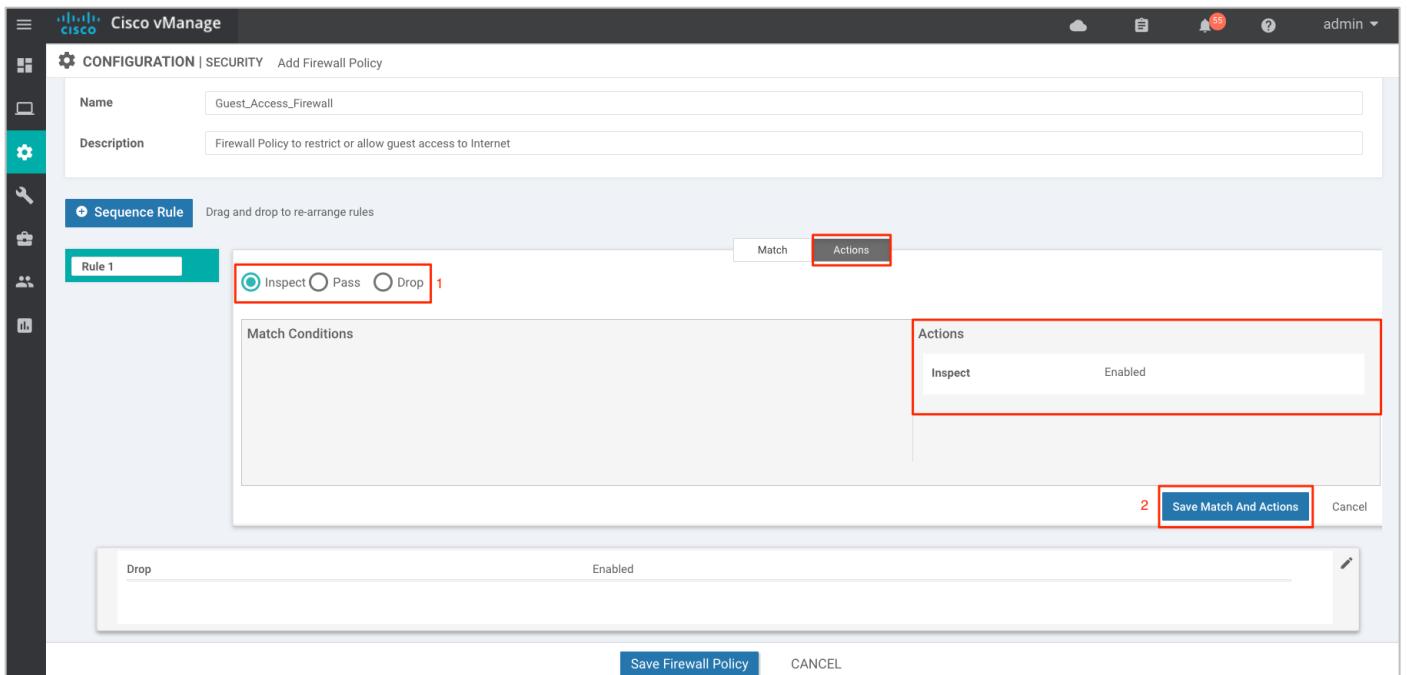 cisco Cisco vManage 55 admin
CONFIGURATION | SECURITY Add Firewall Policy
Name Guest_Access_Firewall
Description Firewall Policy to restrict or allow guest access to Internet
Sequence Rule Drag and drop to re-arrange rules
Match Actions
Rule 1
Inspect Pass Drop 1
Match Conditions Actions
Inspect Enabled
2 Save Match And Actions Cancel
Drop Enabled
Save Firewall Policy CANCEL